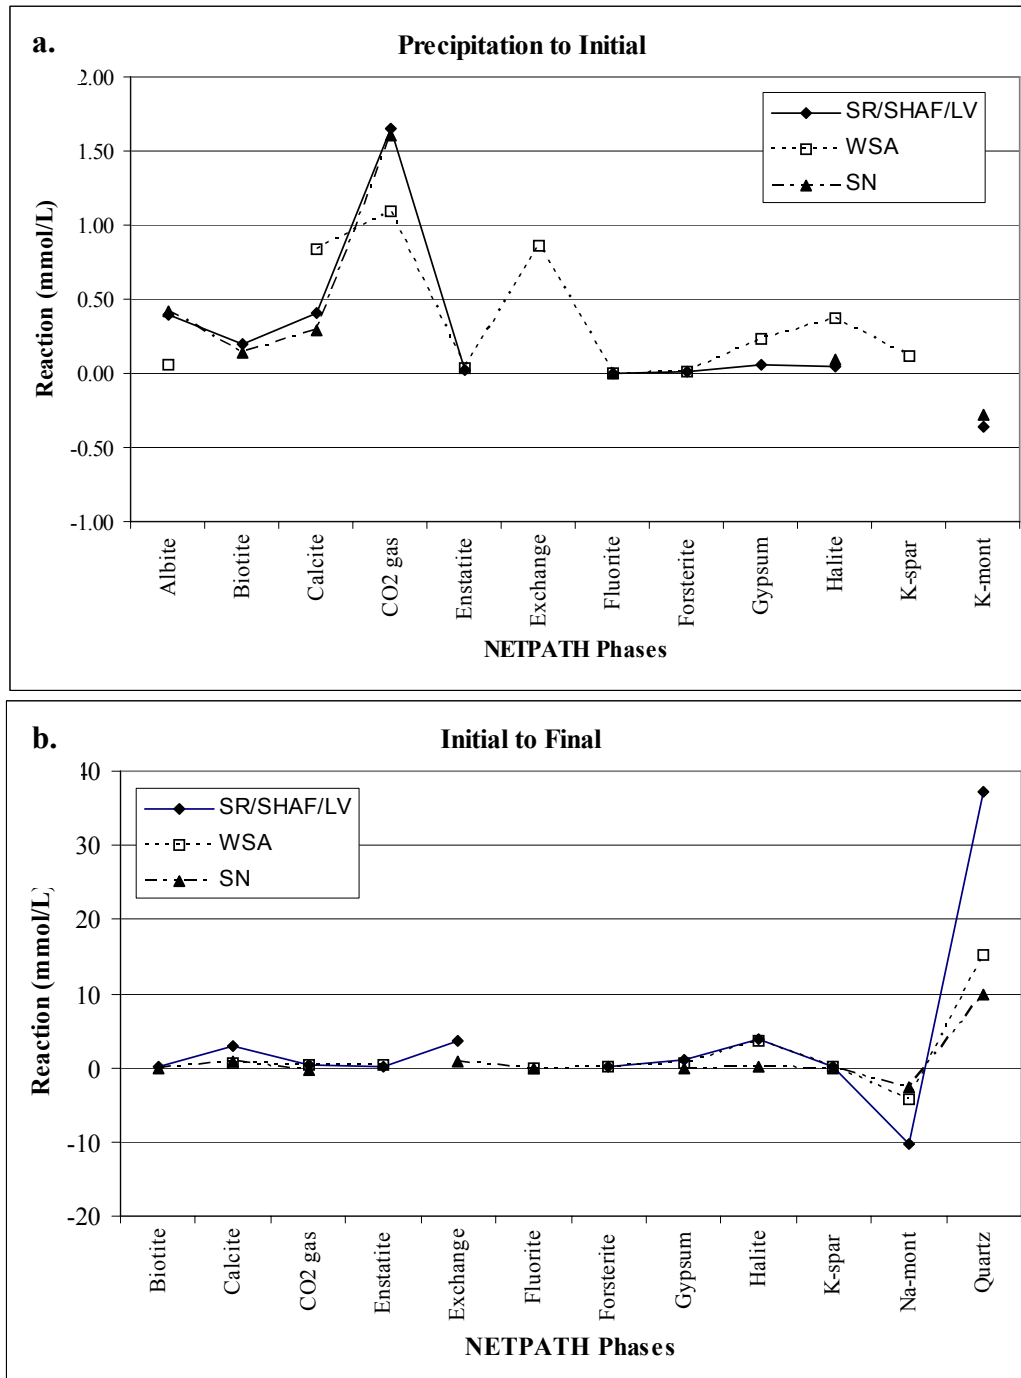 a.
Precipitation to Initial
2.00
1.50
1.00
0.50
0.00
-0.50
-1.00
Reaction (mmol/L)
SR/SHAF/LV
WSA
SN
Albite
Biotite
Calcite
CO2 gas
Enstatite
Exchange
Fluorite
Forsterite
Gypsum
Halite
K-spar
K-mont
NETPATH Phases
b.
Initial to Final
40
30
20
10
0
-10
-20
Reaction (mmol/L)
SR/SHAF/LV
WSA
SN
Biotite
Calcite
CO2 gas
Enstatite
Exchange
Fluorite
Forsterite
Gypsum
Halite
K-spar
Na-mont
Quartz
NETPATH Phases